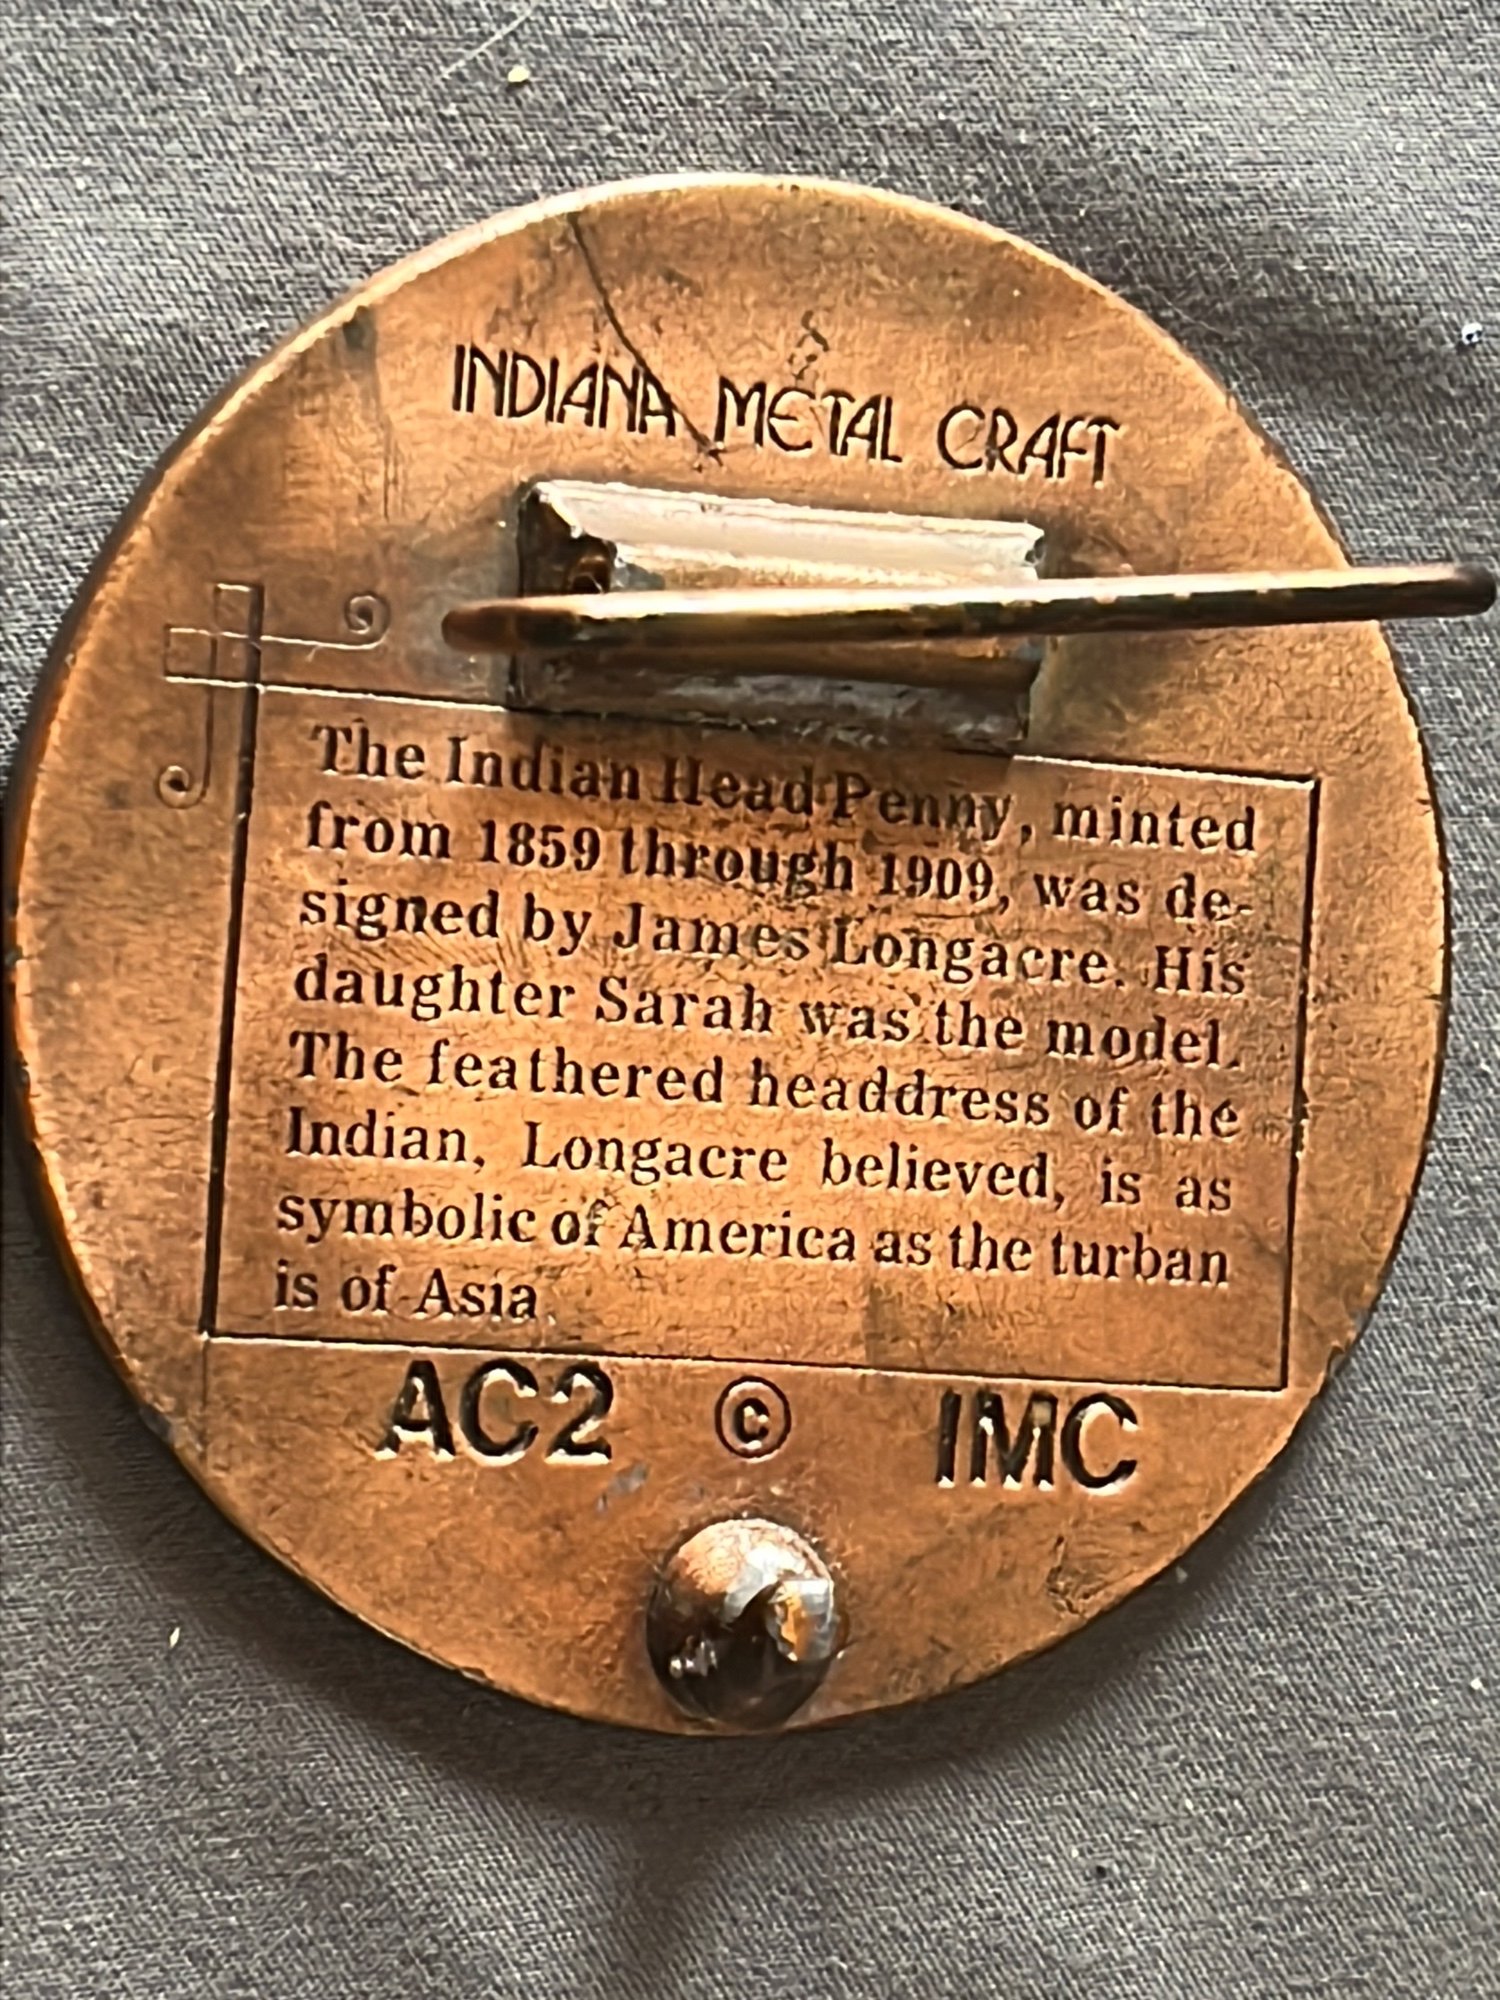 INDIANA METAL CRAFT
The Indian Head Penny, minted
from 1859 through 1909, was de-
signed by James Longacre. His
daughter Sarah was the model.
The feathered headdress of the
Indian, Longacre believed, is as
symbolic of America as the turban
is of Asia.
AC2 © IMC